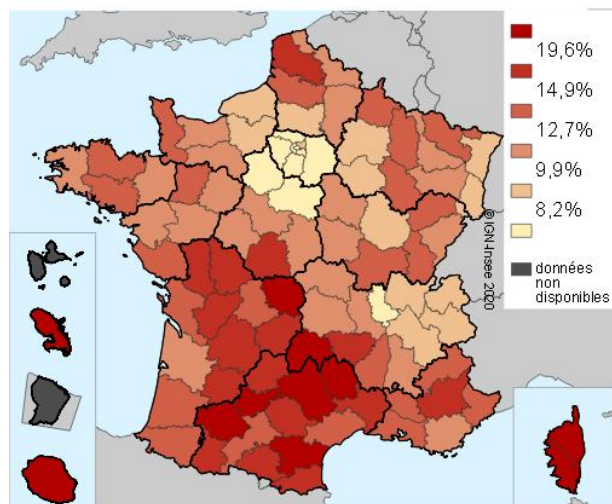 19,6%
14,9%
12,7%
9,9%
8,2%
données
non
disponibles
© IGN-Insee 2020